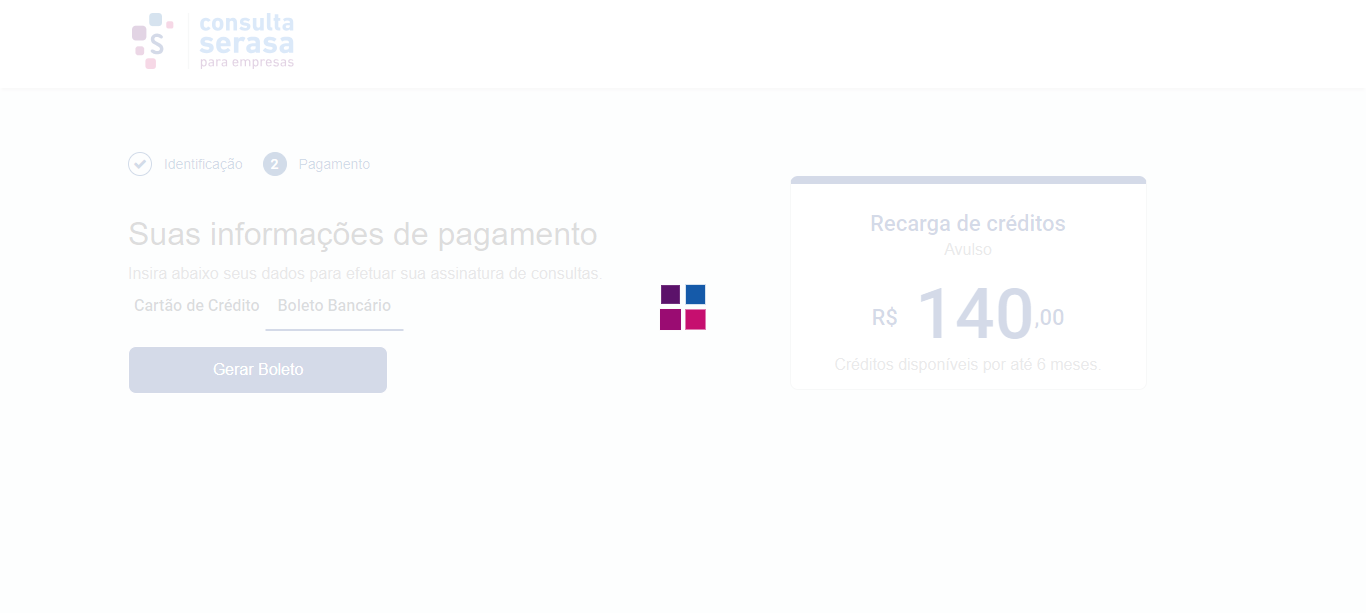 S
consulta
serasa
para empresas
Identificação 2 Pagamento
Suas informações de pagamento
Insira abaixo seus dados para efetuar sua assinatura de consultas.
Cartão de Crédito Boleto Bancário
Gerar Boleto
Recarga de créditos
Avulso
R$ 140,00
Créditos disponíveis por até 6 meses.